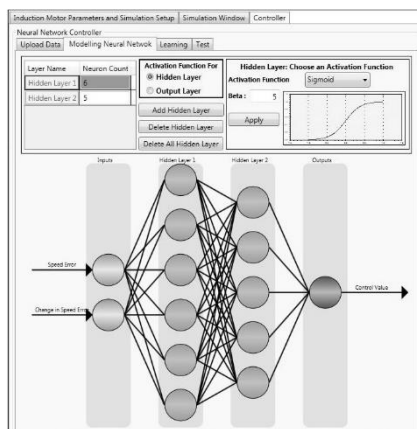 Induction Motor Parameters and Simulation Setup Simulation Window Controller
Neural Network Controller
Upload Data Modelling Neural Netwotk Learning Test
Layer Name Neuron Count
Hidden Layer 1 6
Hidden Layer 2 5
Activation Function For
Hidden Layer
Output Layer
Add Hidden Layer
Delete Hidden Layer
Delete All Hidden Layer
Hidden Layer: Choose an Activation Function
Activation Function Sigmoid
Beta : 5
Apply
Inputs Hidden Layer 1 Hidden Layer 2 Outputs
Speed Error
Control Value
Change in Speed Error